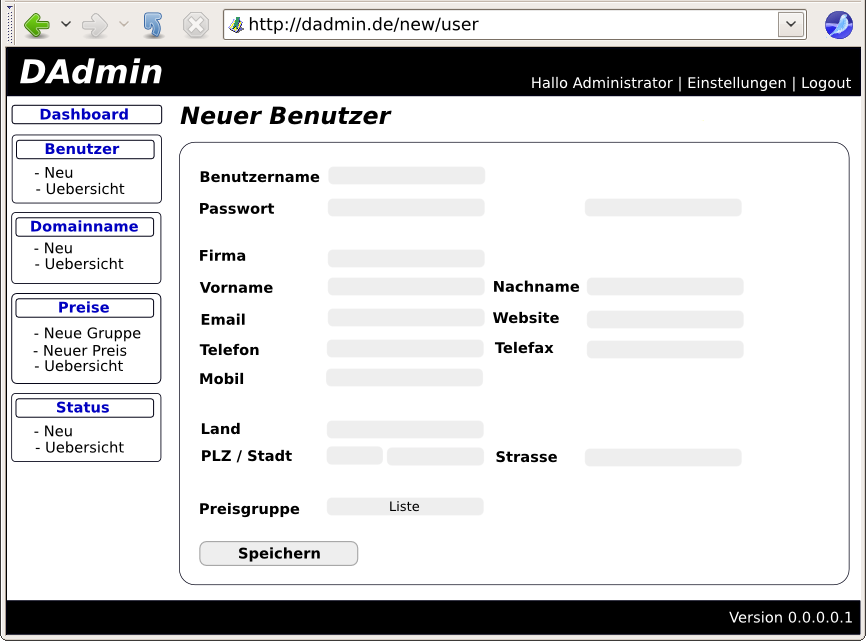 http://dadmin.de/new/user
DAdmin
Hallo Administrator | Einstellungen | Logout
Dashboard
Benutzer
- Neu
- Uebersicht
Domainname
- Neu
- Uebersicht
Preise
- Neue Gruppe
- Neuer Preis
- Uebersicht
Status
- Neu
- Uebersicht
Neuer Benutzer
Benutzername
Passwort
Firma
Vorname Nachname
Email Website
Telefon Telefax
Mobil
Land
PLZ / Stadt Strasse
Preisgruppe Liste
Speichern
Version 0.0.0.0.1